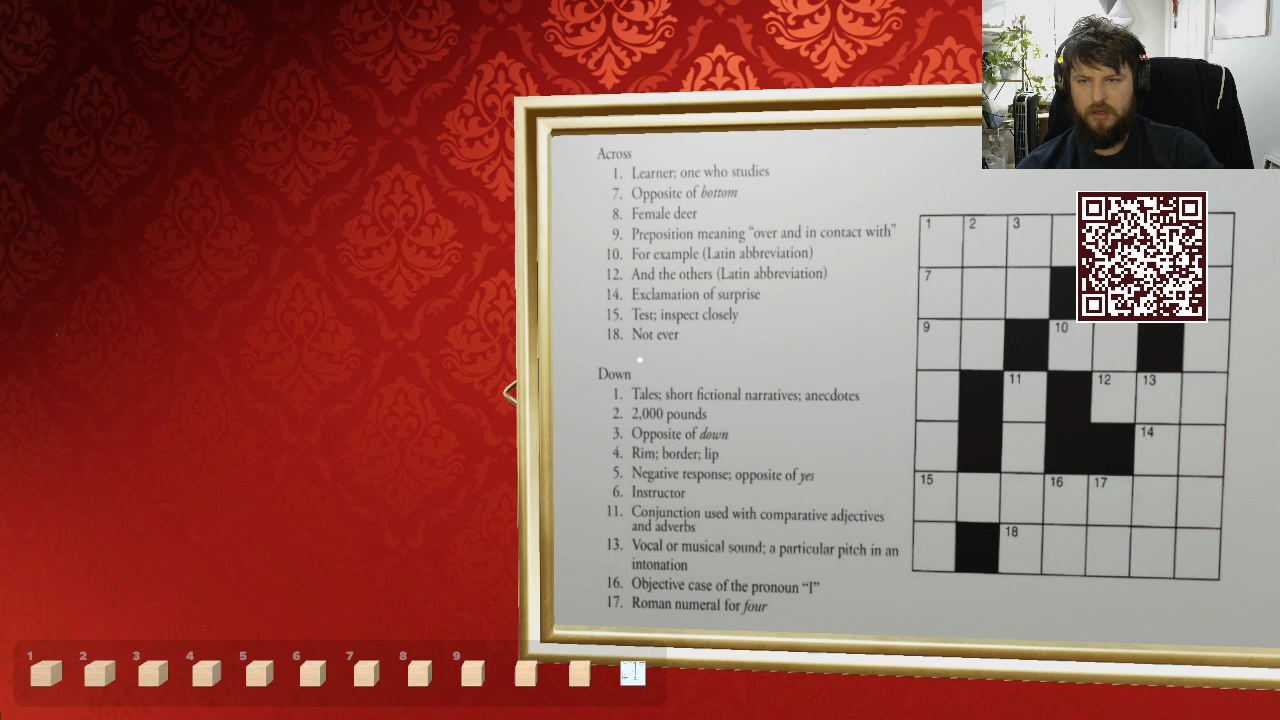 Across
1. Learner; one who studies
7. Opposite of bottom
8. Female deer
9. Preposition meaning “over and in contact with”
10. For example (Latin abbreviation)
12. And the others (Latin abbreviation)
14. Exclamation of surprise
15. Test; inspect closely
18. Not ever
Down
1. Tales; short fictional narratives; anecdotes
2. 2,000 pounds
3. Opposite of down
4. Rim; border; lip
5. Negative response; opposite of yes
6. Instructor
11. Conjunction used with comparative adjectives
and adverbs
13. Vocal or musical sound; a particular pitch in an
intonation
16. Objective case of the pronoun “I”
17. Roman numeral for four
1 2 3
7
9 10
11 12 13
14
15 16 17
18
1 2 3 4 5 6 7 8 9